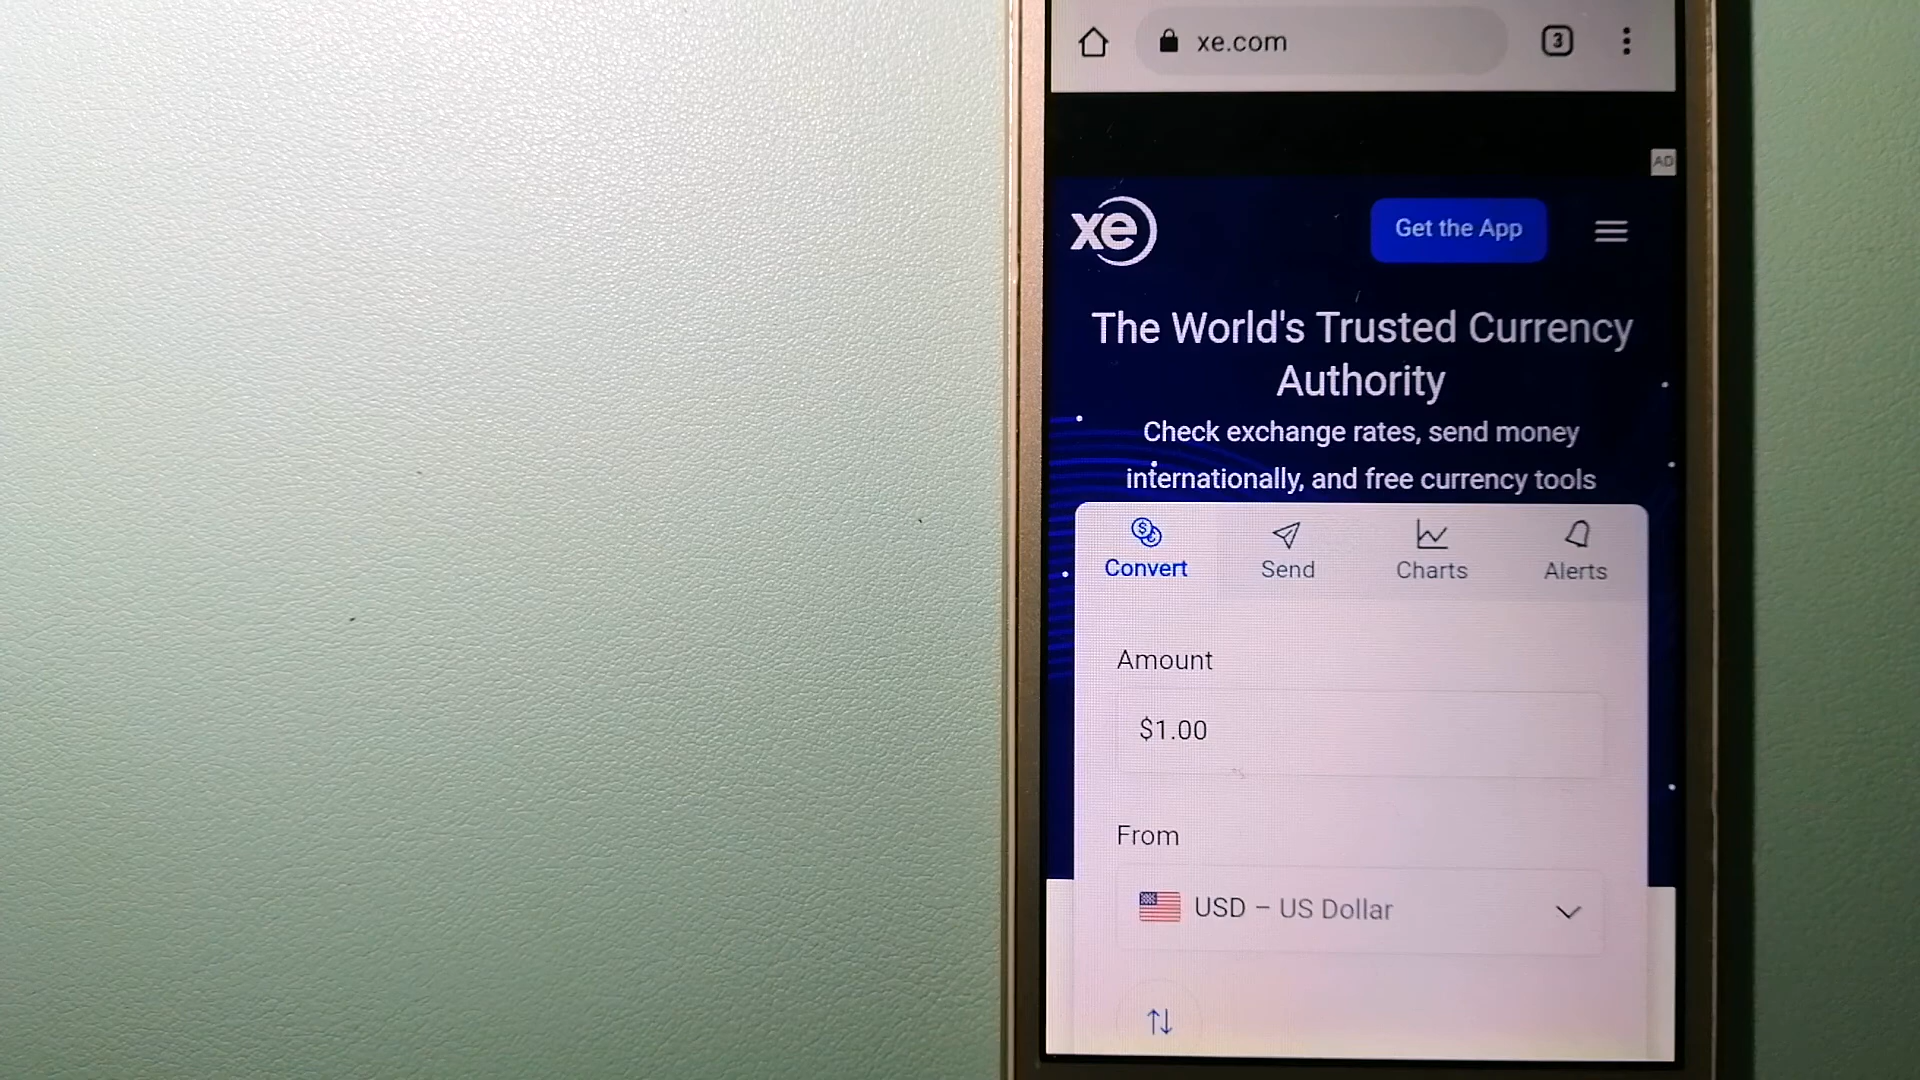 xe.com
3
AD
xe
Get the App
The World's Trusted Currency
Authority
Check exchange rates, send money
internationally, and free currency tools
Convert
Send
Charts
Alerts
Amount
$1.00
From
USD – US Dollar